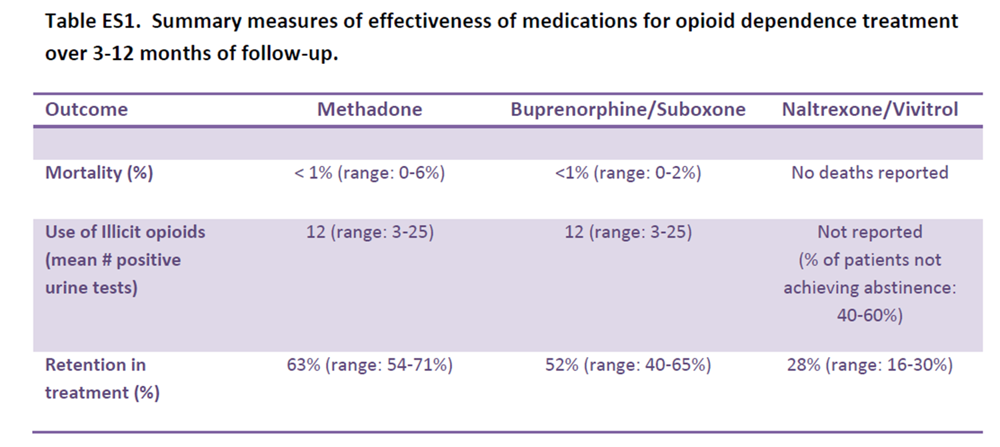 Table ES1.  Summary measures of effectiveness of medications for opioid dependence treatment
over 3-12 months of follow-up.
Outcome Methadone Buprenorphine/Suboxone Naltrexone/Vivitrol
Mortality (%) < 1% (range: 0-6%) <1% (range: 0-2%) No deaths reported
Use of Illicit opioids 12 (range: 3-25) 12 (range: 3-25) Not reported
(mean # positive (% of patients not
urine tests) achieving abstinence:
40-60%)
Retention in 63% (range: 54-71%) 52% (range: 40-65%) 28% (range: 16-30%)
treatment (%)